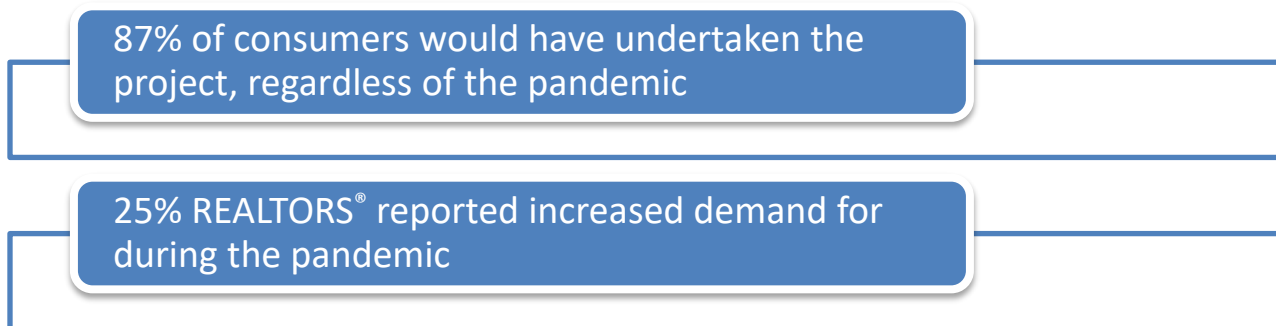 87% of consumers would have undertaken the
project, regardless of the pandemic
25% REALTORS® reported increased demand for
during the pandemic